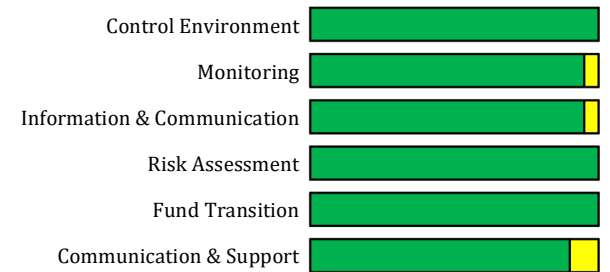 Control Environment
Monitoring
Information & Communication
Risk Assessment
Fund Transition
Communication & Support